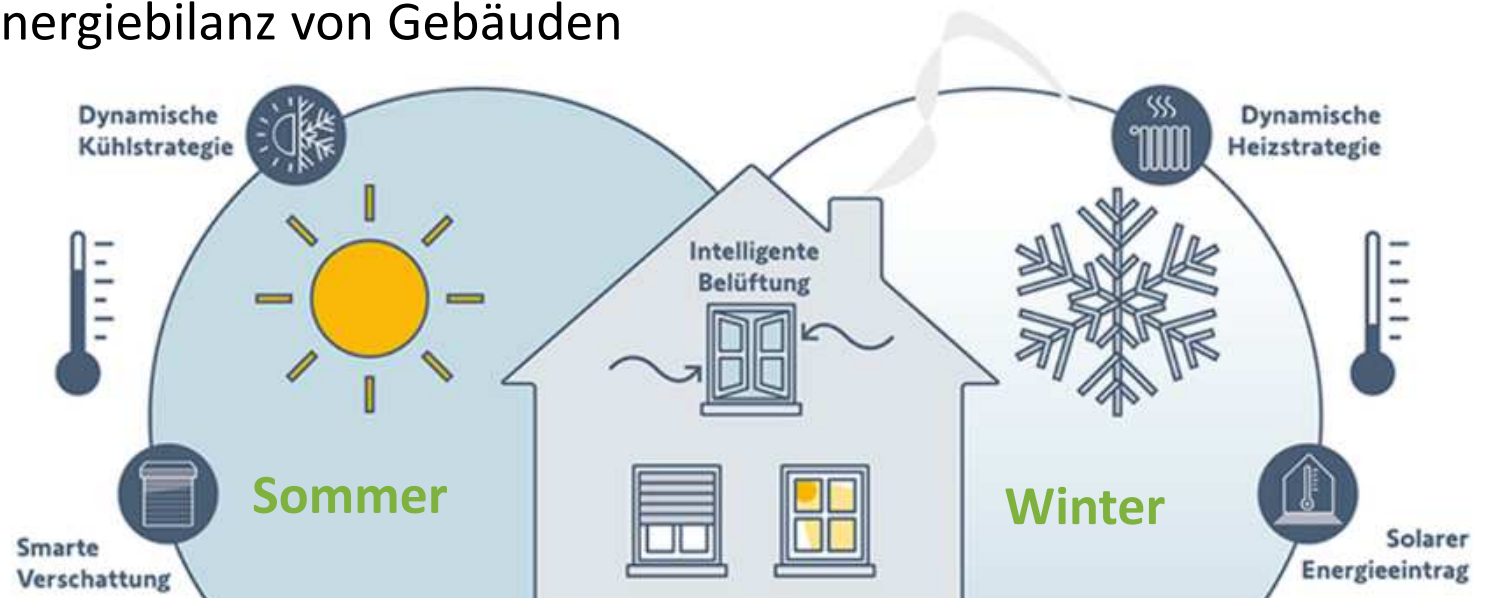 nergiebilanz von Gebäuden
Dynamische
Kühlstrategie
Dynamische
Heizstrategie
Intelligente
Belüftung
Sommer
Winter
Smarte
Verschattung
Solarer
Energieeintrag